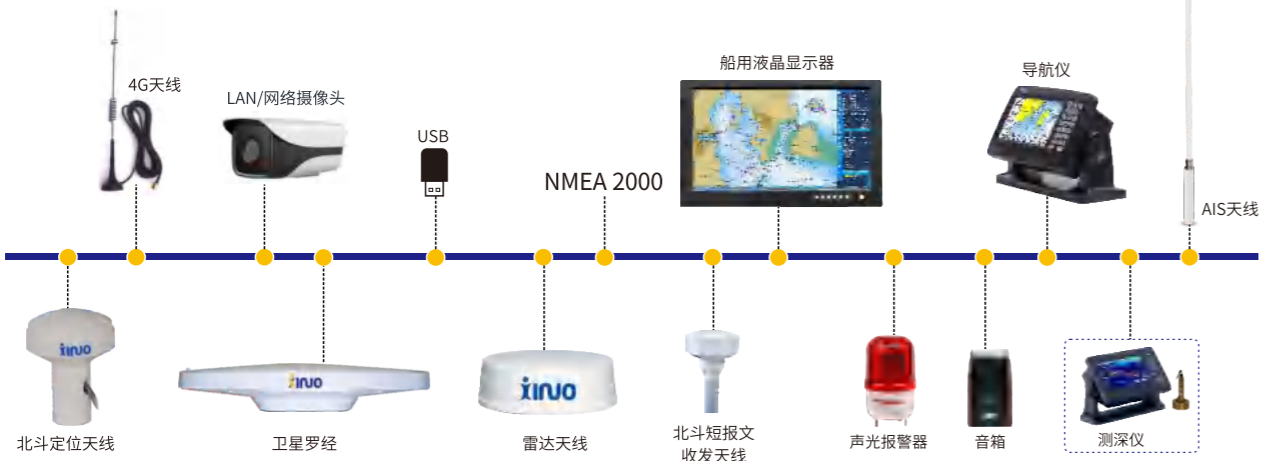 4G天线
LAN/网络摄像头
USB
NMEA 2000
船用液晶显示器
导航仪
AIS天线
xinuo
xinuo
xinuo
北斗定位天线
卫星罗经
雷达天线
北斗短报文
收发天线
声光报警器
音箱
测深仪